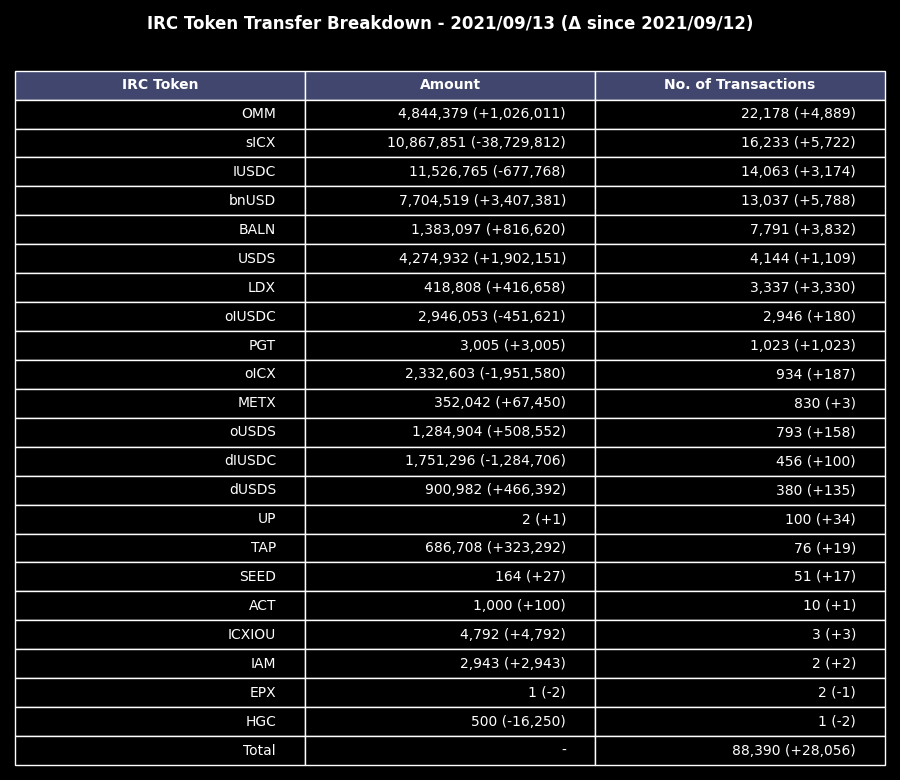 IRC Token Transfer Breakdown - 2021/09/13 (Δ since 2021/09/12)
IRC Token Amount No. of Transactions
OMM 4,844,379 (+1,026,011) 22,178 (+4,889)
sICX 10,867,851 (-38,729,812) 16,233 (+5,722)
IUSDC 11,526,765 (-677,768) 14,063 (+3,174)
bnUSD 7,704,519 (+3,407,381) 13,037 (+5,788)
BALN 1,383,097 (+816,620) 7,791 (+3,832)
USDS 4,274,932 (+1,902,151) 4,144 (+1,109)
LDX 418,808 (+416,658) 3,337 (+3,330)
oIUSDC 2,946,053 (-451,621) 2,946 (+180)
PGT 3,005 (+3,005) 1,023 (+1,023)
oICX 2,332,603 (-1,951,580) 934 (+187)
METX 352,042 (+67,450) 830 (+3)
oUSDS 1,284,904 (+508,552) 793 (+158)
dIUSDC 1,751,296 (-1,284,706) 456 (+100)
dUSDS 900,982 (+466,392) 380 (+135)
UP 2 (+1) 100 (+34)
TAP 686,708 (+323,292) 76 (+19)
SEED 164 (+27) 51 (+17)
ACT 1,000 (+100) 10 (+1)
ICXIOU 4,792 (+4,792) 3 (+3)
IAM 2,943 (+2,943) 2 (+2)
EPX 1 (-2) 2 (-1)
HGC 500 (-16,250) 1 (-2)
Total - 88,390 (+28,056)